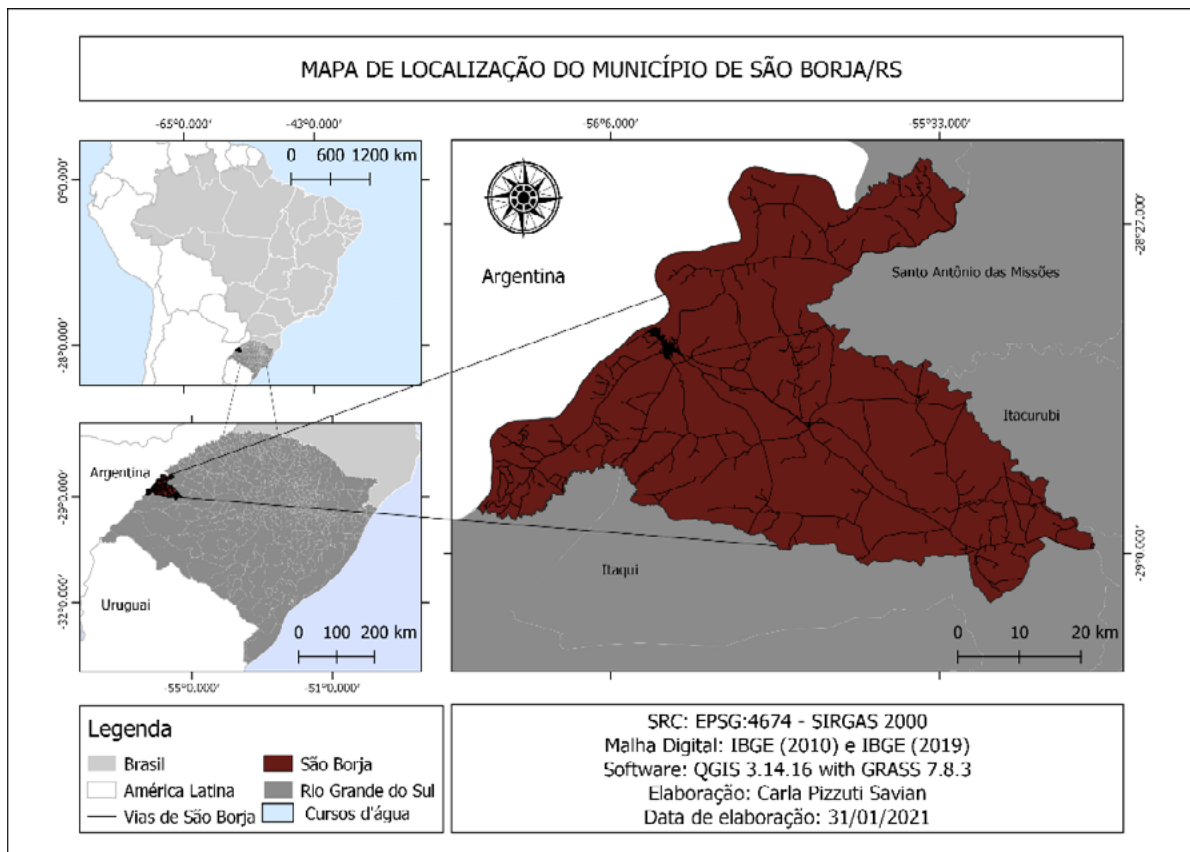 MAPA DE LOCALIZAÇÃO DO MUNICÍPIO DE SÃO BORJA/RS
-65°0.000' -43°0.000'
0 600 1200 km
0°0.000'
-28°0.000'
-56°6.000' -55°33.000'
Argentina
Santo Antônio das Missões
Itacurubi
Itaqui
-28°27.000'
-29°0.000'
0 10 20 km
Argentina
Uruguai
-29°0.000'
-32°0.000'
0 100 200 km
-55°0.000' -51°0.000'
Legenda
Brasil
São Borja
América Latina
Rio Grande do Sul
Vias de São Borja
Cursos d'água
SRC: EPSG:4674 - SIRGAS 2000
Malha Digital: IBGE (2010) e IBGE (2019)
Software: QGIS 3.14.16 with GRASS 7.8.3
Elaboração: Carla Pizzuti Savian
Data de elaboração: 31/01/2021